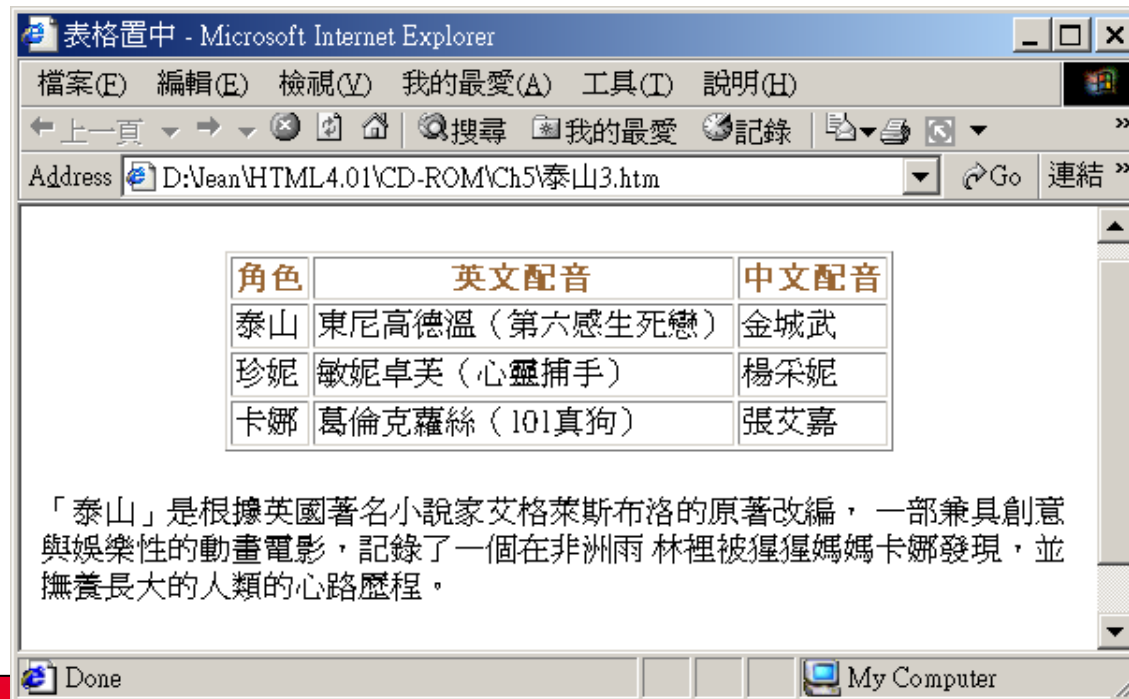 表格置中 - Microsoft Internet Explorer
檔案(F) 編輯(E) 檢視(V) 我的最愛(A) 工具(T) 說明(H)
上一頁 搜尋 我的最愛 記錄 »
Address D:\Jean\HTML4.01\CD-ROM\Ch5\泰山3.htm Go 連結 »
角色 英文配音 中文配音
泰山 東尼高德溫（第六感生死戀） 金城武
珍妮 敏妮卓芙（心靈捕手） 楊采妮
卡娜 葛倫克蘿絲（101真狗） 張艾嘉
「泰山」是根據英國著名小說家艾格萊斯布洛的原著改編， 一部兼具創意
與娛樂性的動畫電影，記錄了一個在非洲雨 林裡被猩猩媽媽卡娜發現，並
撫養長大的人類的心路歷程。
Done My Computer